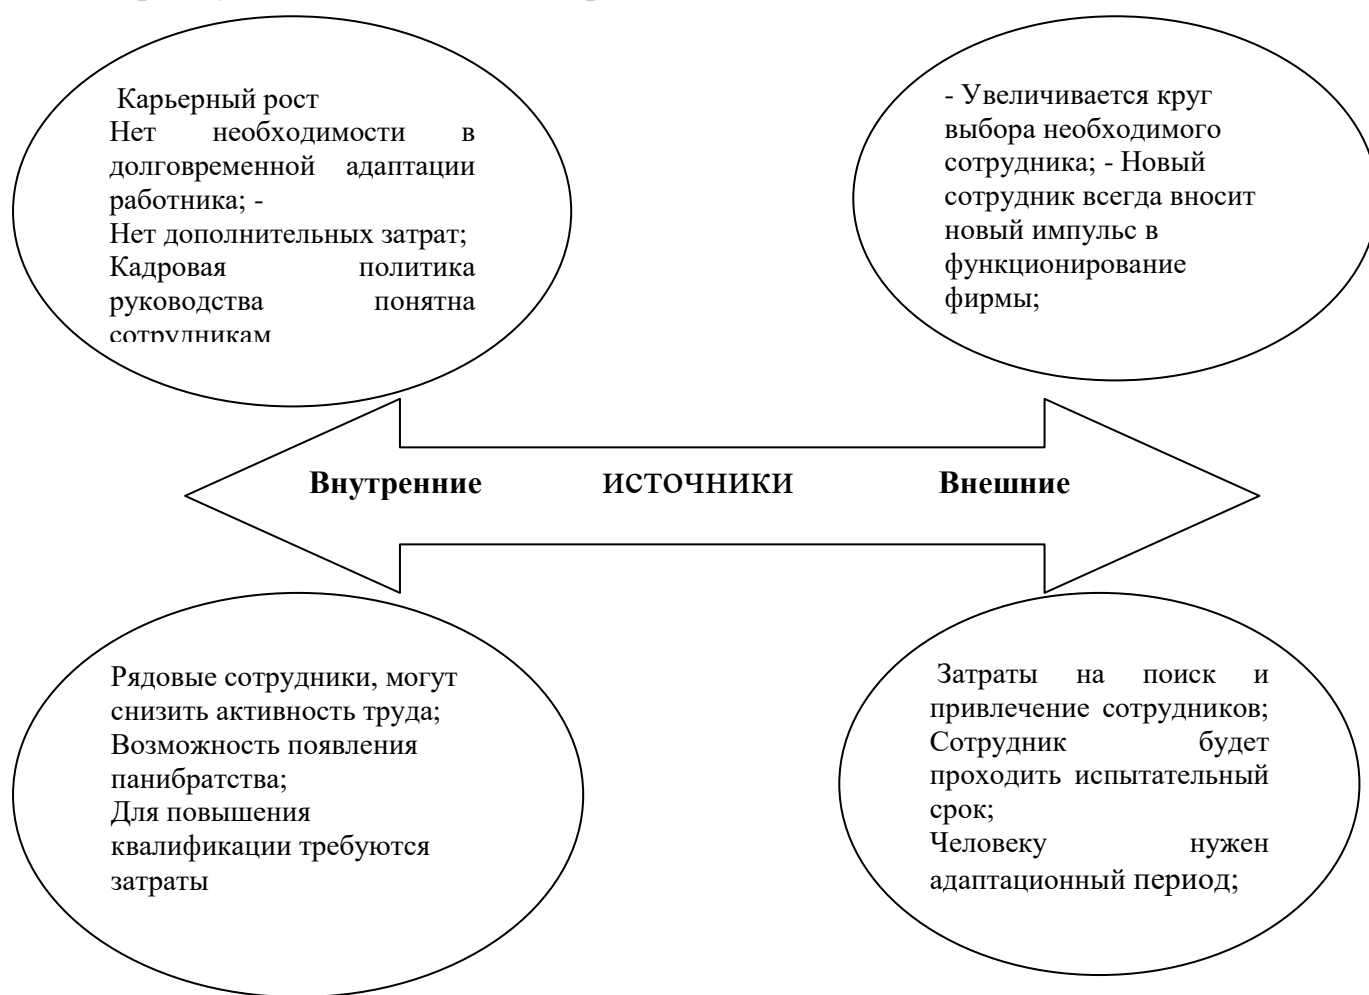 Карьерный рост
Нет необходимости в
долговременной адаптации
работника; -
Нет дополнительных затрат;
Кадровая политика
руководства понятна
сотрудникам
- Увеличивается круг
выбора необходимого
сотрудника; - Новый
сотрудник всегда вносит
новый импульс в
функционирование
фирмы;
Внутренние источники Внешние
Рядовые сотрудники, могут
снизить активность труда;
Возможность появления
панибратства;
Для повышения
квалификации требуются
затраты
Затраты на поиск и
привлечение сотрудников;
Сотрудник будет
проходить испытательный
срок;
Человеку нужен
адаптационный период;